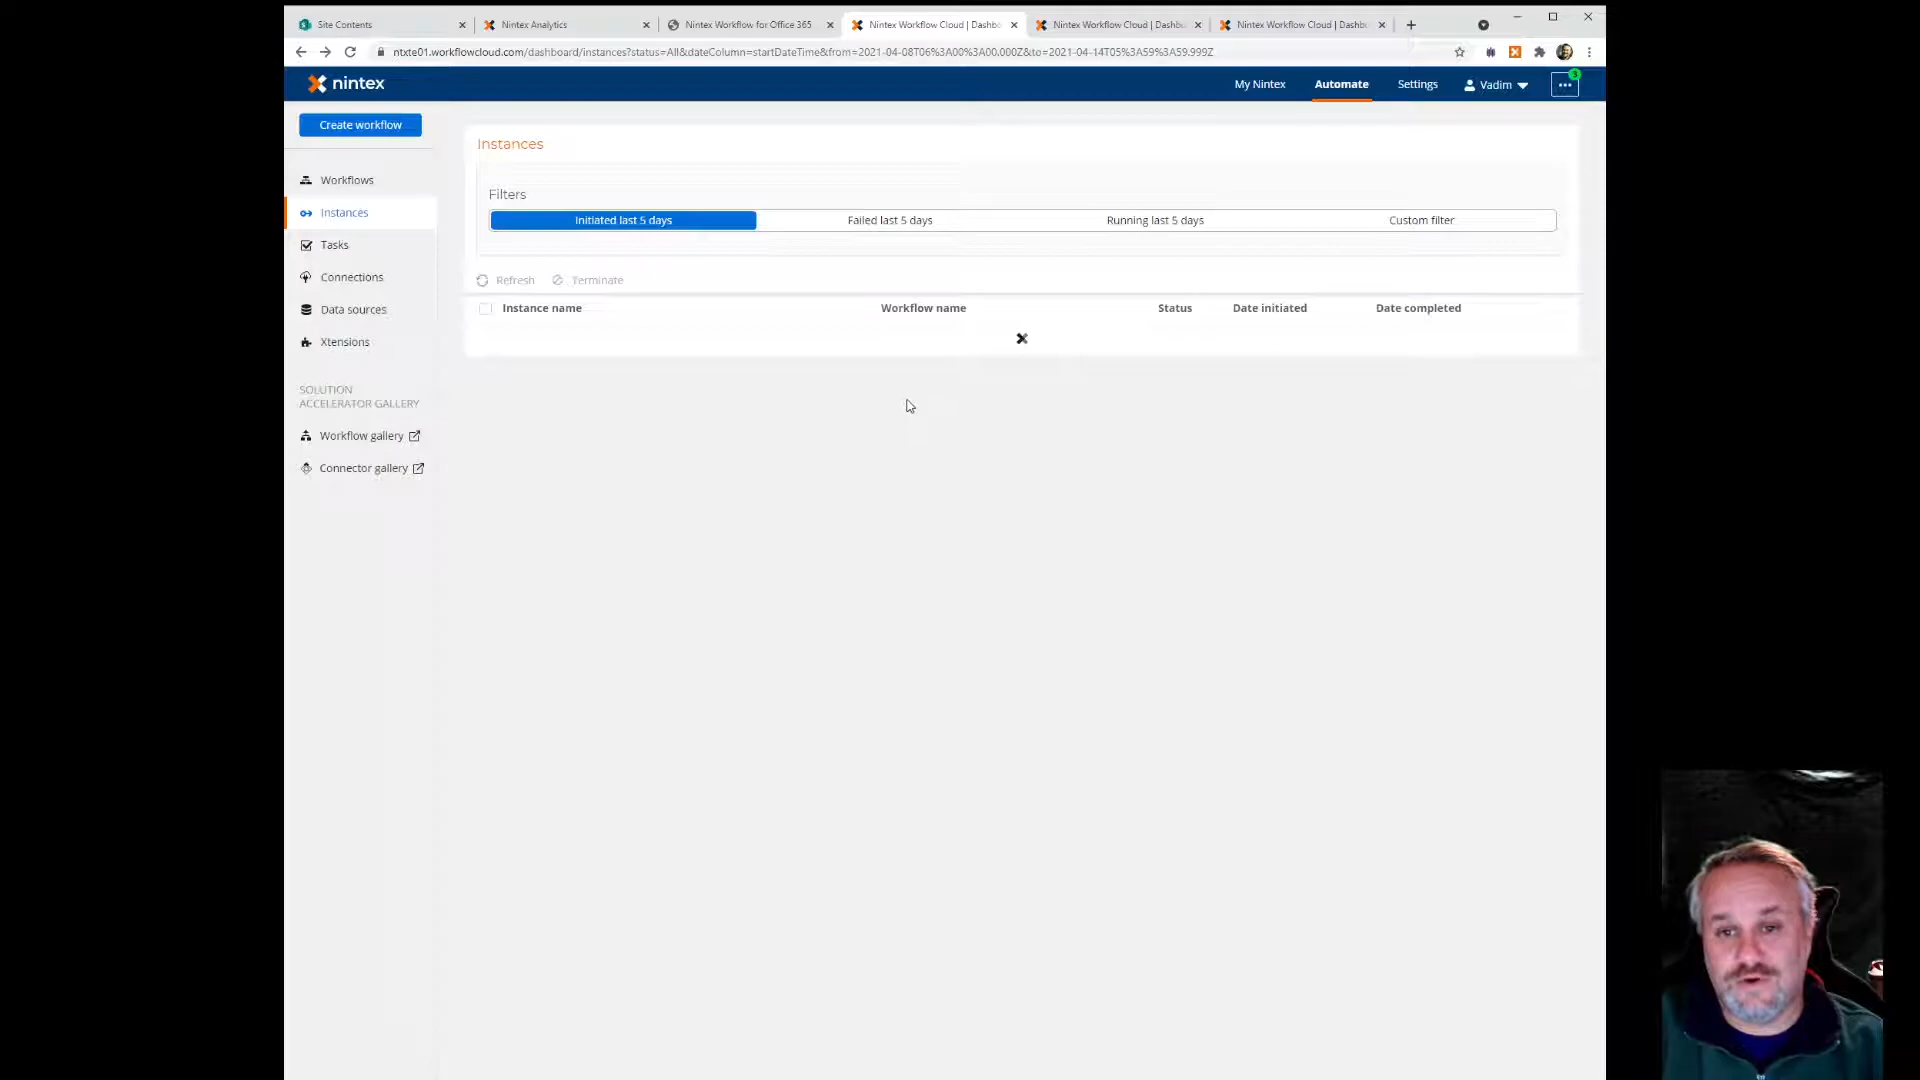 Site Contents
Nintex Analytics
Nintex Workflow for Office 365
Nintex Workflow Cloud | Dashbo
Nintex Workflow Cloud | Dashbo
Nintex Workflow Cloud | Dashbo
ntxte01.workflowcloud.com/dashboard/instances?status=All&dateColumn=startDateTime&from=2021-04-08T06%3A00%3A00.000Z&to=2021-04-14T05%3A59%3A59.999Z
nintex
My Nintex
Automate
Settings
Vadim
3
Create workflow
Workflows
Instances
Tasks
Connections
Data sources
Xtensions
SOLUTION
ACCELERATOR GALLERY
Workflow gallery
Connector gallery
Instances
Filters
Initiated last 5 days
Failed last 5 days
Running last 5 days
Custom filter
Refresh
Terminate
Instance name
Workflow name
Status
Date initiated
Date completed